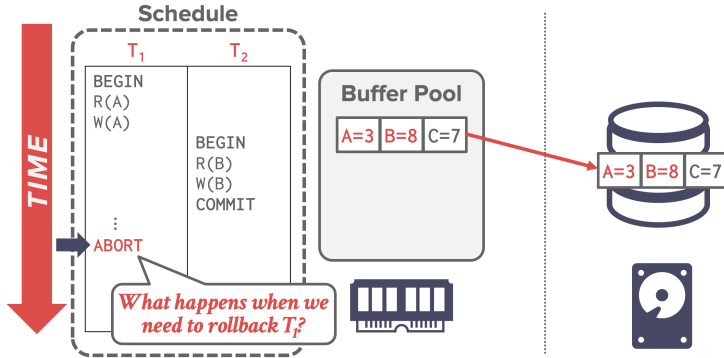 Schedule
T1 T2
BEGIN
R(A)
W(A)
BEGIN
R(B)
W(B)
COMMIT
⋮
ABORT
What happens when we
need to rollback T1?
TIME
Buffer Pool
A=3 B=8 C=7
A=3 B=8 C=7